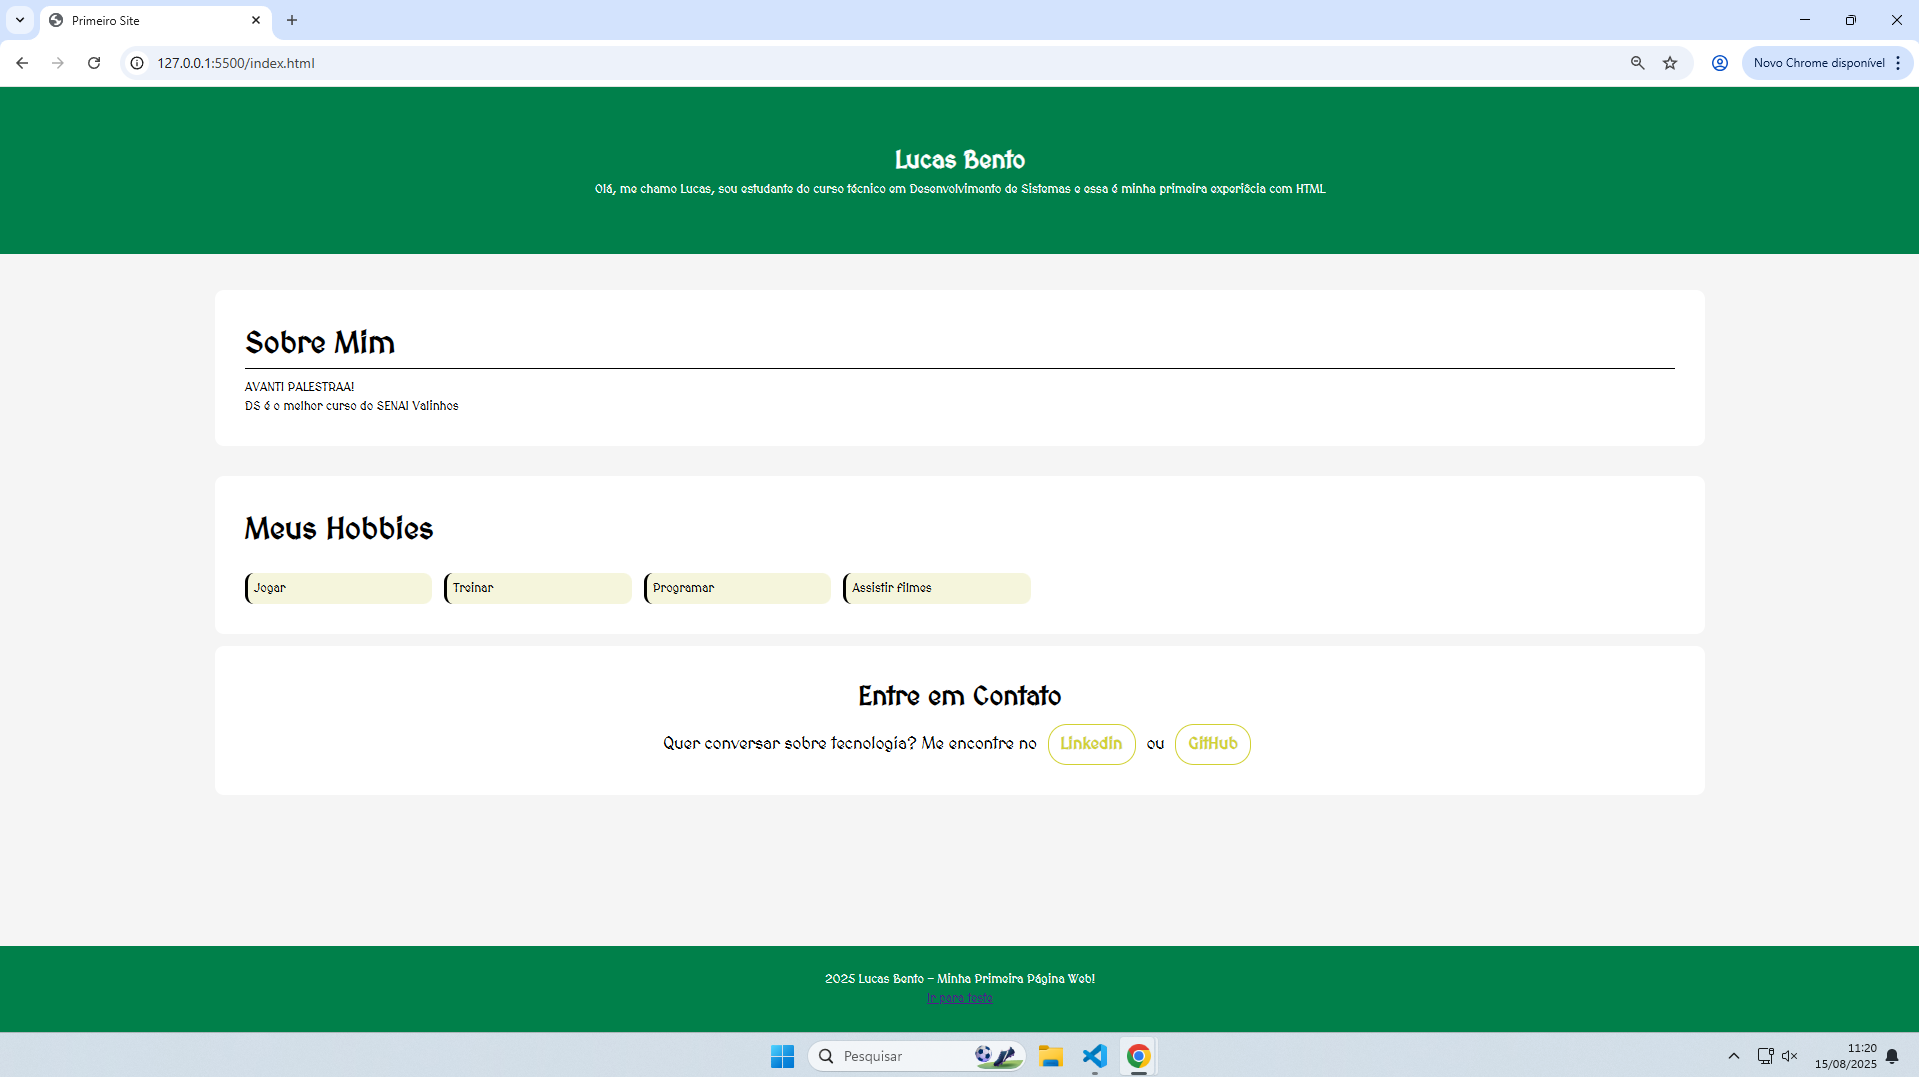 Primeiro Site
127.0.0.1:5500/index.html
Novo Chrome disponível
Lucas Bento
Olá, me chamo Lucas, sou estudante do curso técnico em Desenvolvimento de Sistemas e essa é minha primeira experiêcia com HTML
Sobre Mim
AVANTI PALESTRAA!
DS é o melhor curso do SENAI Valinhos
Meus Hobbies
Jogar
Treinar
Programar
Assistir filmes
Entre em Contato
Quer conversar sobre tecnologia? Me encontre no Linkedin ou GitHub
2025 Lucas Bento - Minha Primeira Página Web!
Ir para teste
Pesquisar
11:20
15/08/2025